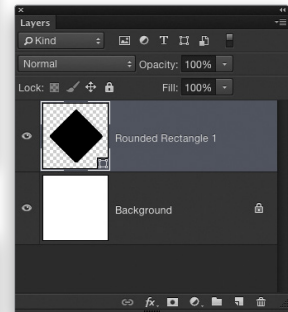 Layers
Kind
T
Normal Opacity: 100%
Lock: Fill: 100%
Rounded Rectangle 1
Background
fx.